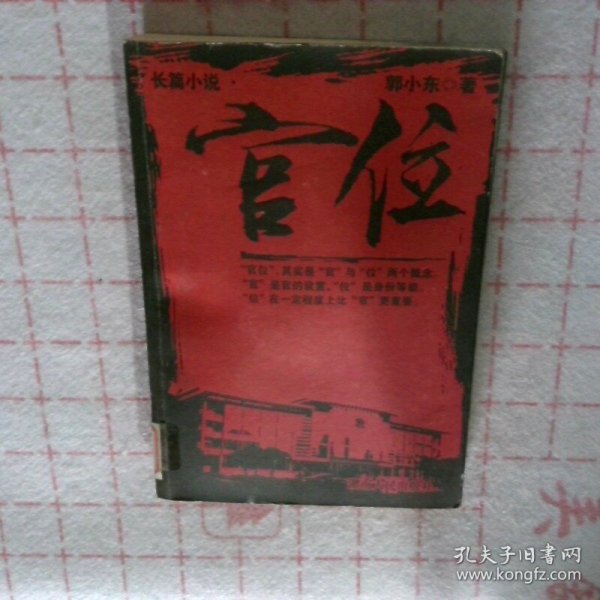 长篇小说
郭小东◎著
官位
“官位”，其实是“官”与“位”两个概念。
“官”是官的设置，“位”是身份等级。
“位”在一定程度上比“官”更重要。
孔夫子旧书网
www.kongfz.com